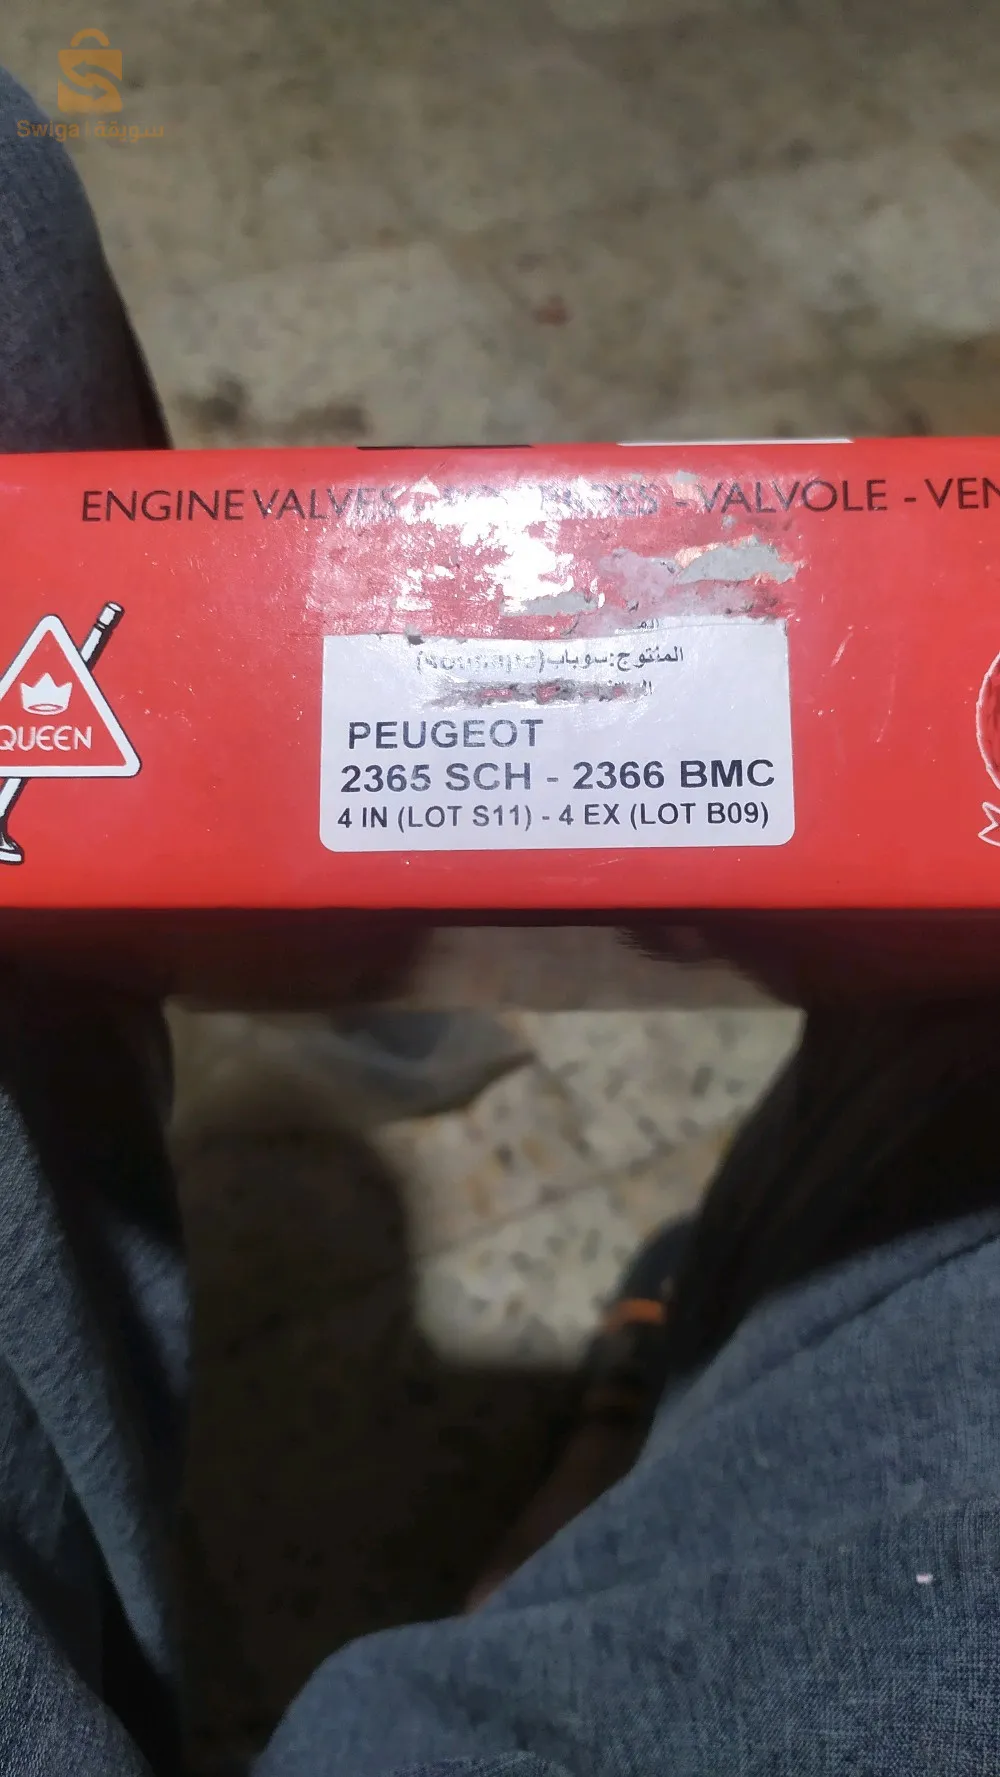 Swiqa | سويقة
ENGINE VALVES - VALVOLE - VEN
المنتوج:سوباب
QUEEN
PEUGEOT
2365 SCH - 2366 BMC
4 IN (LOT S11) - 4 EX (LOT B09)